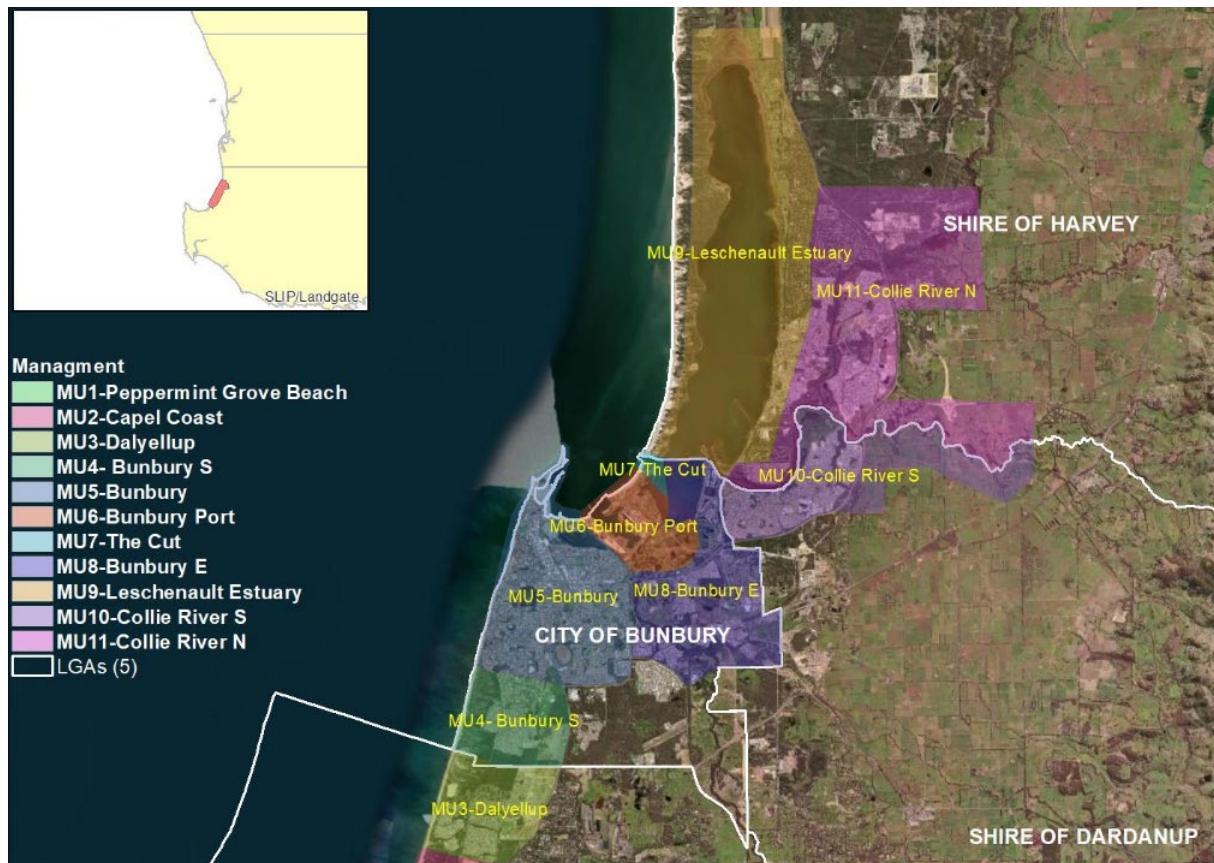 SLIP/Landgate
Managment
MU1-Peppermint Grove Beach
MU2-Capel Coast
MU3-Dalyellup
MU4- Bunbury S
MU5-Bunbury
MU6-Bunbury Port
MU7-The Cut
MU8-Bunbury E
MU9-Leschenault Estuary
MU10-Collie River S
MU11-Collie River N
LGAs (5)
SHIRE OF HARVEY
MU9-Leschenault Estuary
MU11-Collie River N
MU7-The Cut
MU10-Collie River S
MU6-Bunbury Port
MU5-Bunbury
MU8-Bunbury E
CITY OF BUNBURY
MU4- Bunbury S
MU3-Dalyellup
SHIRE OF DARDANUP